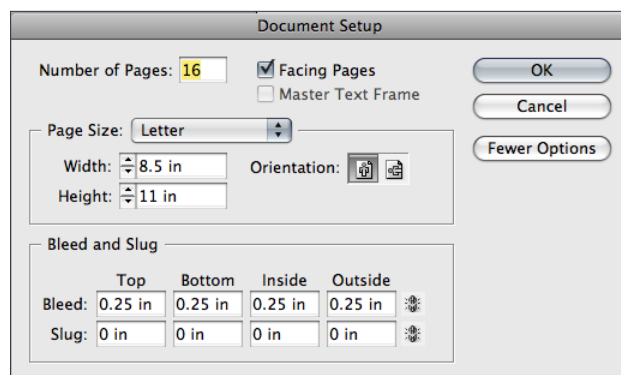 Document Setup
Number of Pages: 16
Facing Pages
OK
Master Text Frame
Cancel
Page Size: Letter
Fewer Options
Width: 8.5 in
Orientation:
Height: 11 in
Bleed and Slug
Top Bottom Inside Outside
Bleed: 0.25 in 0.25 in 0.25 in 0.25 in
Slug: 0 in 0 in 0 in 0 in